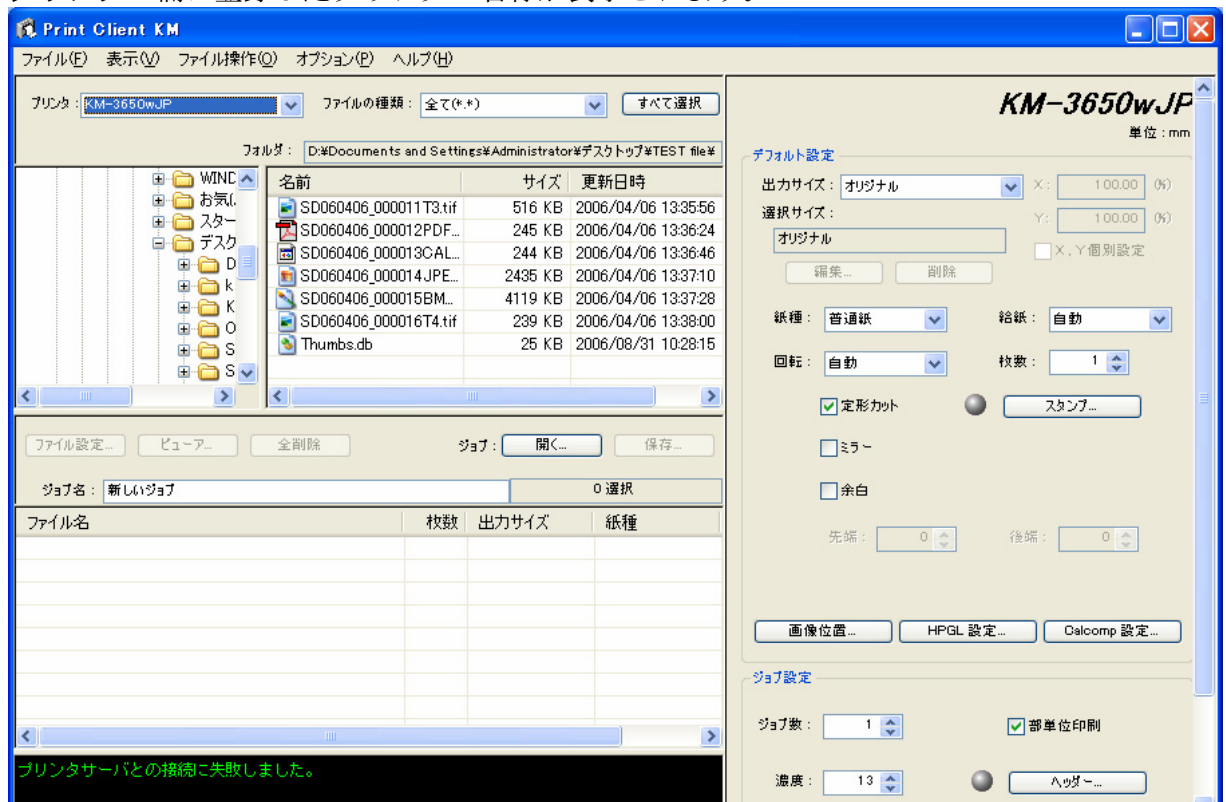 Print Client KM
ファイル(F) 表示(V) ファイル操作(O) オプション(P) ヘルプ(H)
プリンタ : KM-3650wJP ファイルの種類 : 全て(*.*) すべて選択
フォルダ : D:¥Documents and Settings¥Administrator¥デスクトップ¥TEST file¥
WIND
お気(.
スター
デスク
D
k
K
O
S
S
名前 サイズ 更新日時
SD060406_000011T3.tif 516 KB 2006/04/06 13:35:56
SD060406_000012PDF... 245 KB 2006/04/06 13:36:24
SD060406_000013CAL... 244 KB 2006/04/06 13:36:46
SD060406_000014JPE... 2435 KB 2006/04/06 13:37:10
SD060406_000015BM... 4119 KB 2006/04/06 13:37:28
SD060406_000016T4.tif 239 KB 2006/04/06 13:38:00
Thumbs.db 25 KB 2006/08/31 10:28:15
ファイル設定... ビューア... 全削除 ジョブ : 開く... 保存...
ジョブ名 : 新しいジョブ 0 選択
ファイル名 枚数 出力サイズ 紙種
プリンタサーバとの接続に失敗しました。
KM-3650wJP
単位 : mm
デフォルト設定
出力サイズ : オリジナル X : 100.00 (%)
選択サイズ : Y : 100.00 (%)
オリジナル X, Y個別設定
編集... 削除
紙種 : 普通紙 給紙 : 自動
回転 : 自動 枚数 : 1
定形カット スタンプ...
ミラー
余白
先端 : 0 後端 : 0
画像位置... HPGL 設定... Calcomp 設定...
ジョブ設定
ジョブ数 : 1 部単位印刷
濃度 : 13 ヘッダー...